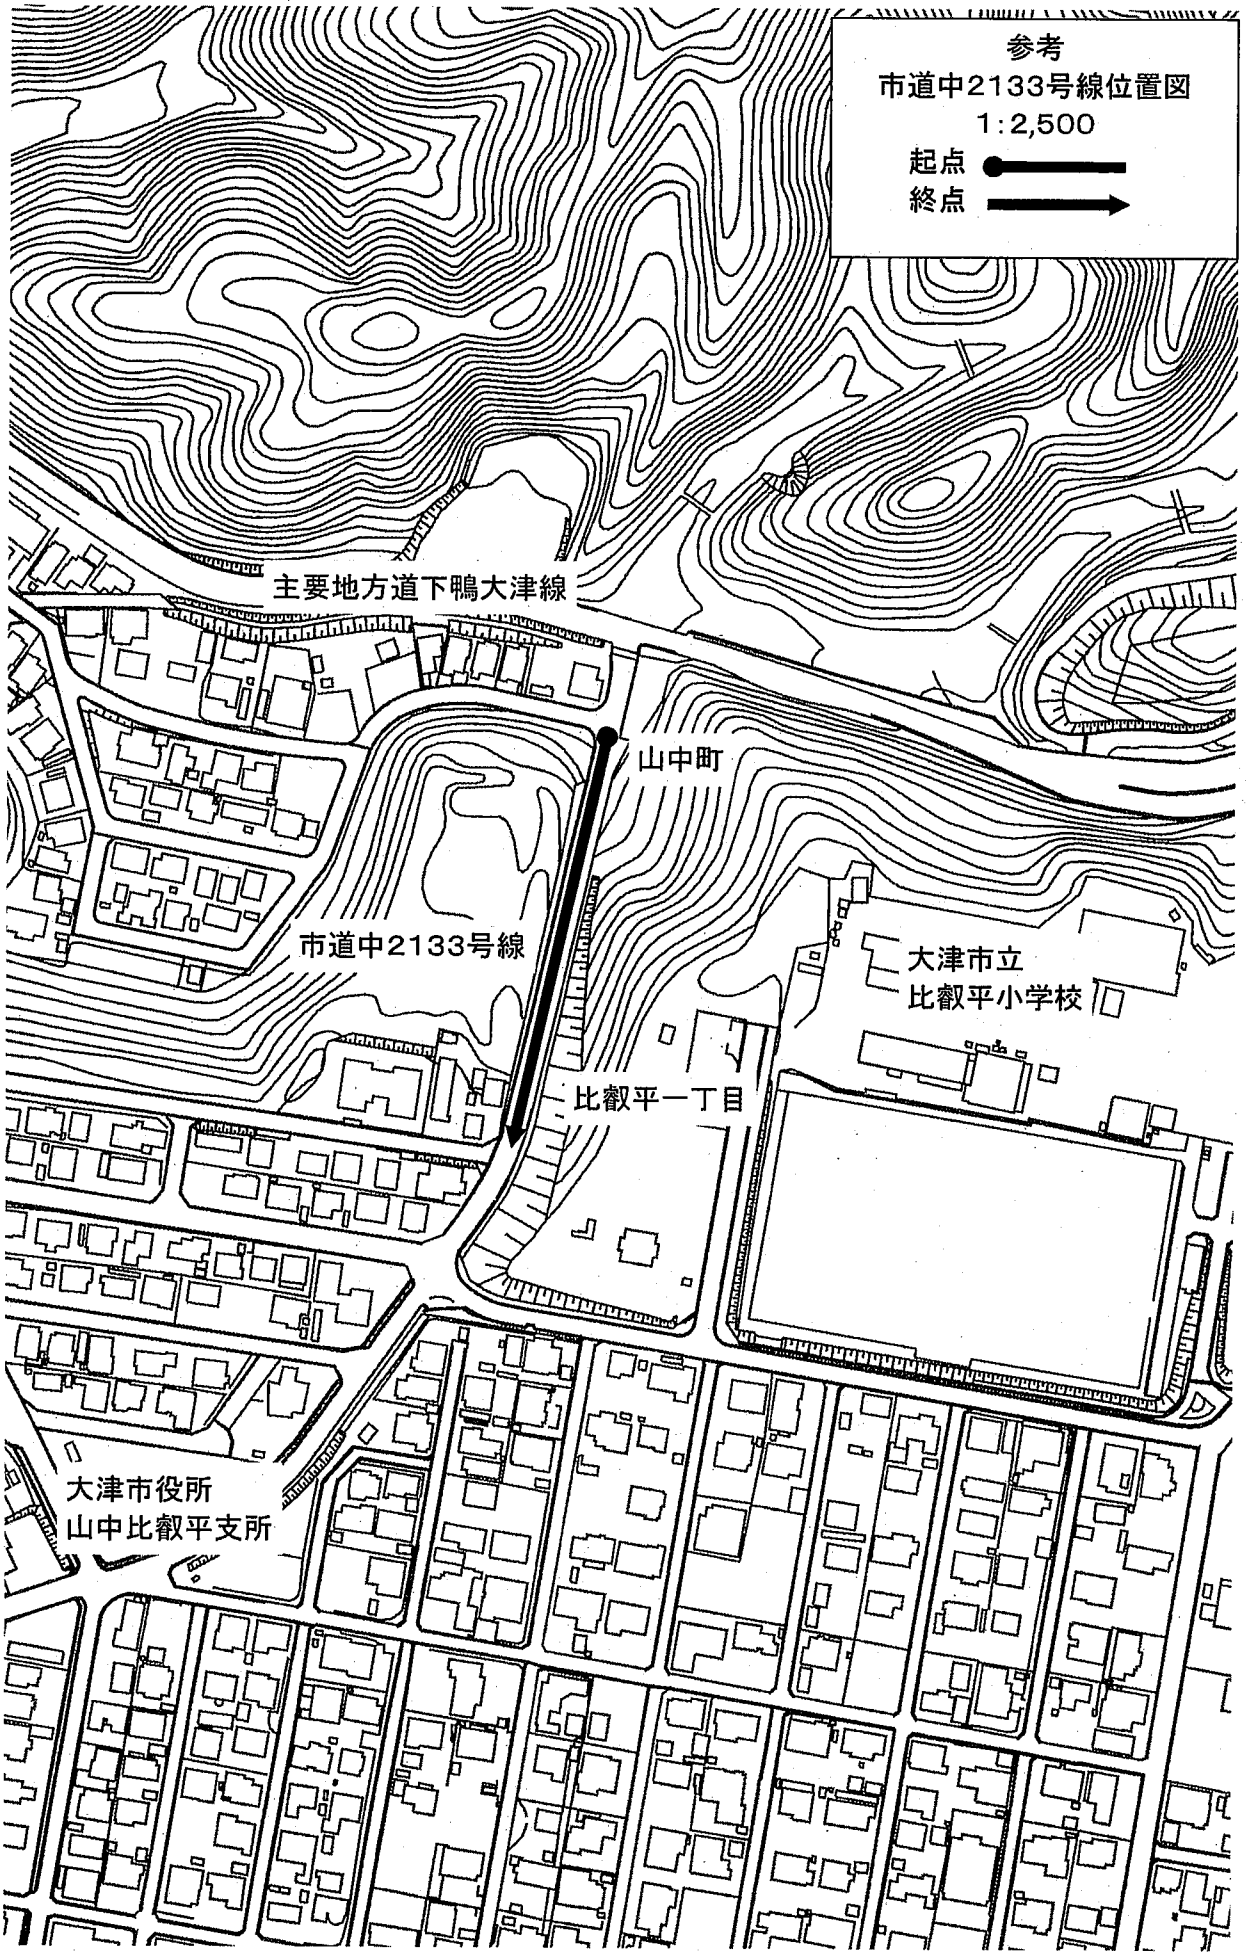 参考
市道中2133号線位置図
1:2,500
起点
終点
主要地方道下鴨大津線
山中町
市道中2133号線
大津市立
比叡平小学校
比叡平一丁目
大津市役所
山中比叡平支所